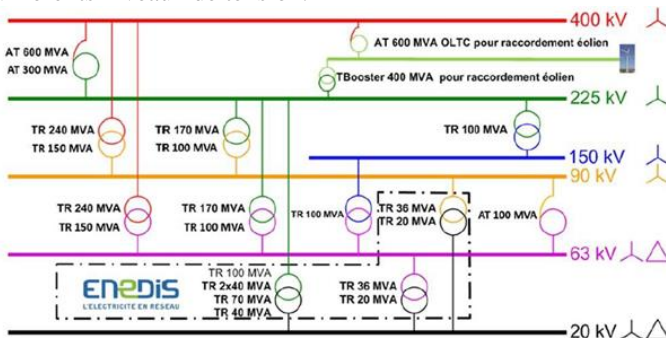 400 kV
AT 600 MVA
AT 300 MVA
AT 600 MVA OLTC pour raccordement éolien
TBooster 400 MVA pour raccordement éolien
225 kV
TR 240 MVA
TR 150 MVA
TR 170 MVA
TR 100 MVA
TR 100 MVA
150 kV
90 kV
TR 240 MVA
TR 150 MVA
TR 170 MVA
TR 100 MVA
TR 100 MVA
TR 36 MVA
TR 20 MVA
AT 100 MVA
63 kV
ENEDIS
L'ELECTRICITE EN RESEAU
TR 100 MVA
TR 2x40 MVA
TR 70 MVA
TR 40 MVA
TR 36 MVA
TR 20 MVA
20 kV